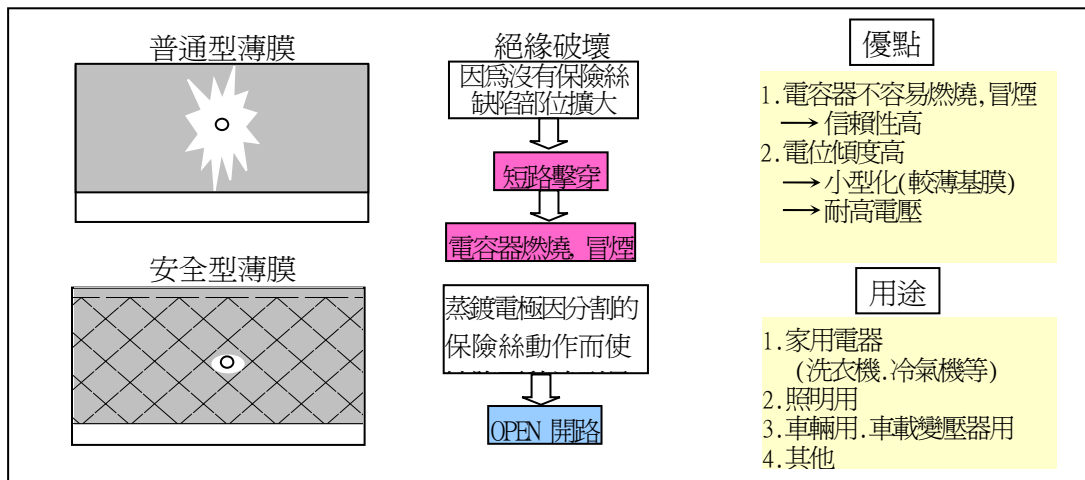 普通型薄膜
絕緣破壞
因為沒有保險絲
缺陷部位擴大
短路擊穿
電容器燃燒, 冒煙
安全型薄膜
蒸鍍電極因分割的
保險絲動作而使
OPEN 開路
優點
1.電容器不容易燃燒,冒煙
→ 信賴性高
2.電位傾度高
→ 小型化(較薄基膜)
→ 耐高電壓
用途
1.家用電器
(洗衣機.冷氣機等)
2.照明用
3.車輛用.車載變壓器用
4.其他